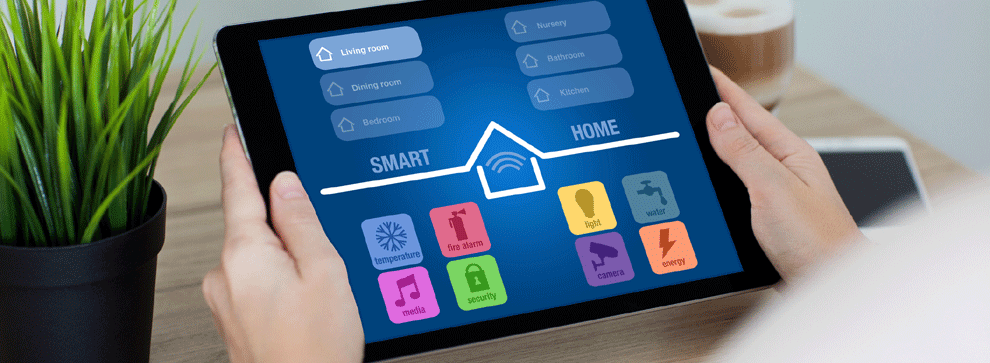 Living room
Dining room
Bedroom
Nursery
Bathroom
Kitchen
SMART HOME
temperature
fire alarm
light
water
media
security
camera
energy